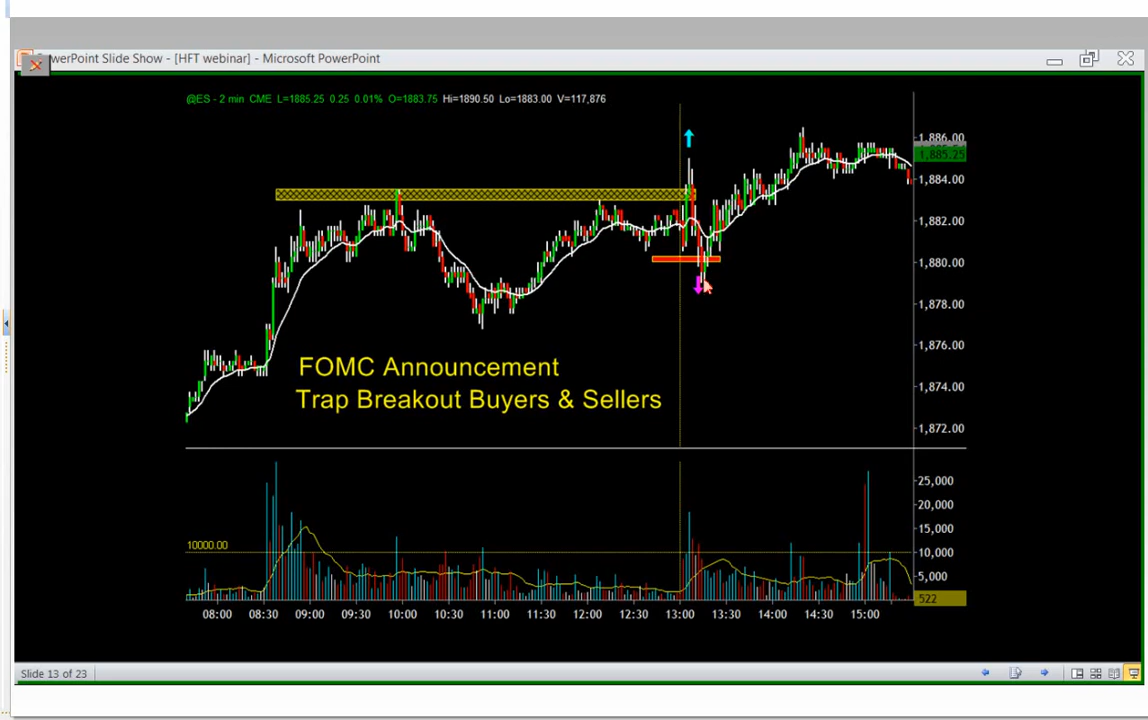 PowerPoint Slide Show - [HFT webinar] - Microsoft PowerPoint
@ES - 2 min CME L=1885.25 0.25 0.01% O=1883.75 Hi=1890.50 Lo=1883.00 V=117,876
1,886.00
1,885.25
1,884.00
1,882.00
1,880.00
1,878.00
1,876.00
1,874.00
1,872.00
FOMC Announcement
Trap Breakout Buyers & Sellers
25,000
20,000
15,000
10000.00
10,000
5,000
522
08:00 08:30 09:00 09:30 10:00 10:30 11:00 11:30 12:00 12:30 13:00 13:30 14:00 14:30 15:00
Slide 13 of 23